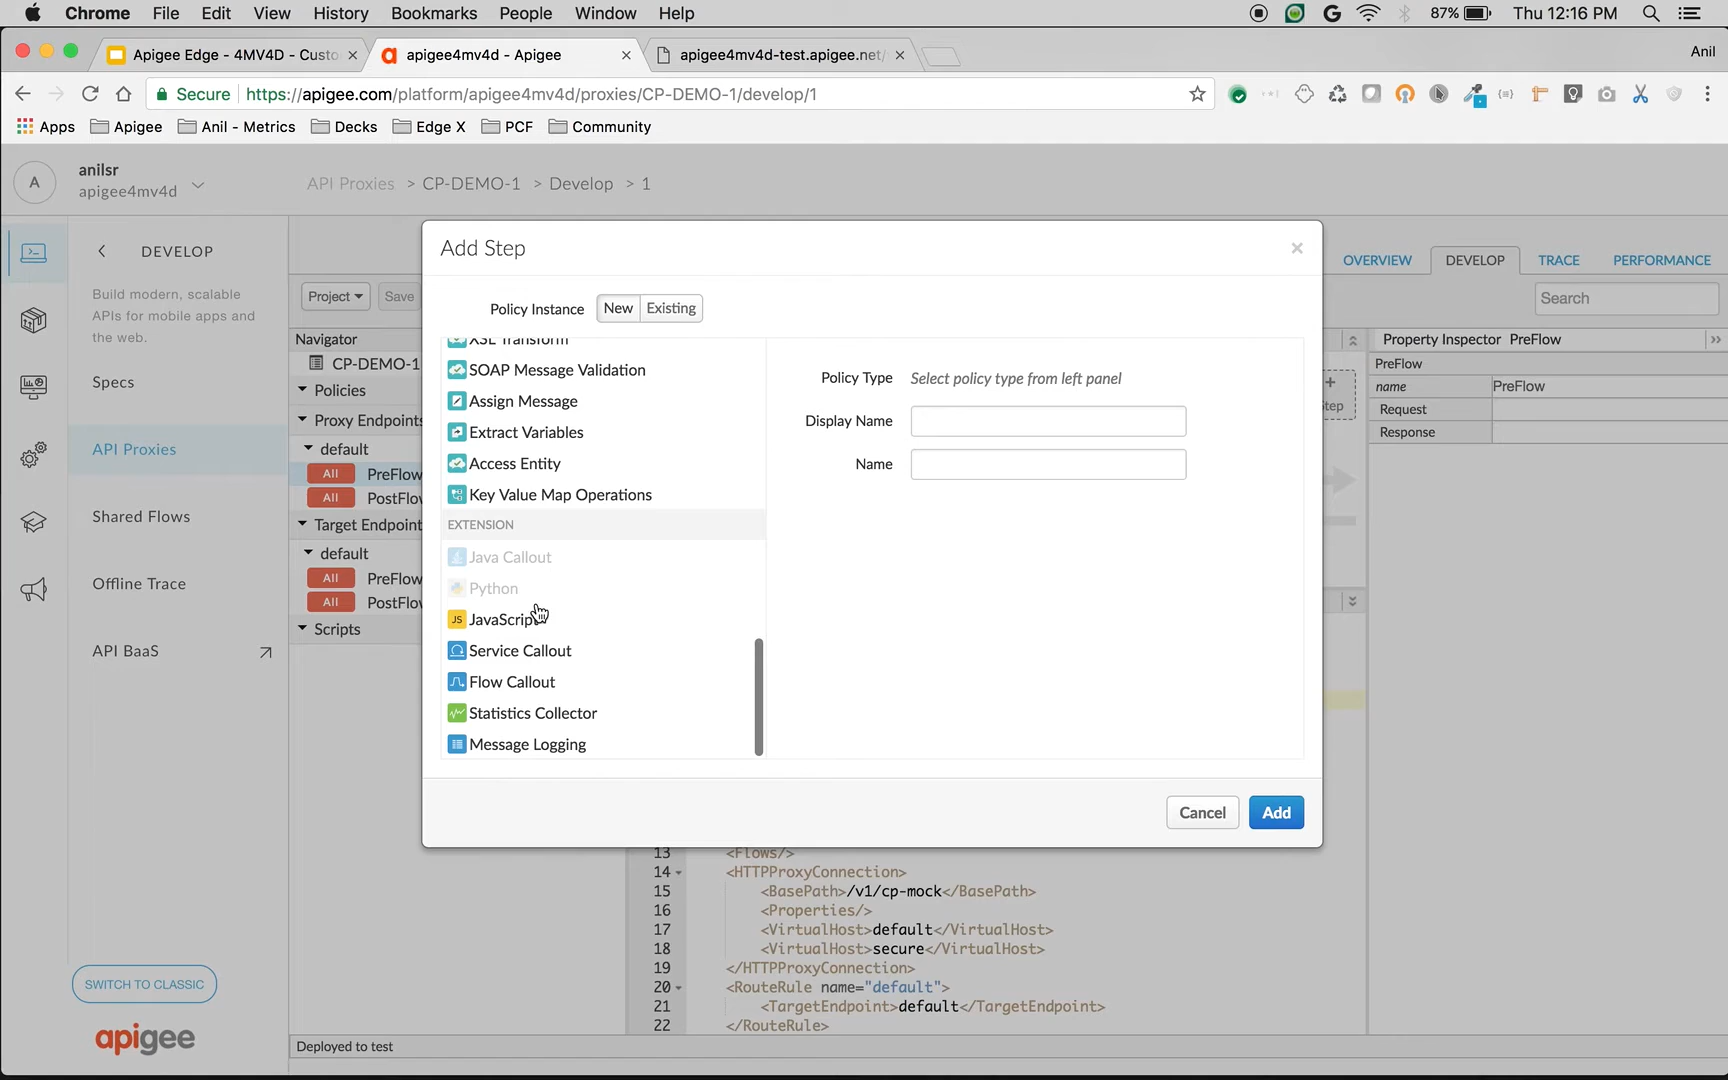 Chrome File Edit View History Bookmarks People Window Help 87% Thu 12:16 PM
Apigee Edge - 4MV4D - Custo
apigee4mv4d - Apigee
apigee4mv4d-test.apigee.net/
Anil
Secure https://apigee.com/platform/apigee4mv4d/proxies/CP-DEMO-1/develop/1
Apps Apigee Anil - Metrics Decks Edge X PCF Community
A
anilsr
apigee4mv4d
API Proxies > CP-DEMO-1 > Develop > 1
DEVELOP
Build modern, scalable
APIs for mobile apps and
the web.
Specs
API Proxies
Shared Flows
Offline Trace
API BaaS
SWITCH TO CLASSIC
apigee
Project Save
Navigator
CP-DEMO-1
Policies
Proxy Endpoints
default
All PreFlow
All PostFlow
Target Endpoint
default
All PreFlow
All PostFlow
Scripts
Deployed to test
Add Step
×
Policy Instance New Existing
XSL Transform
SOAP Message Validation
Assign Message
Extract Variables
Access Entity
Key Value Map Operations
EXTENSION
Java Callout
Python
JS JavaScript
Service Callout
Flow Callout
Statistics Collector
Message Logging
Policy Type Select policy type from left panel
Display Name
Name
Cancel Add
OVERVIEW DEVELOP TRACE PERFORMANCE
Search
Property Inspector PreFlow
PreFlow
name PreFlow
Request
Response
+
tep
13 <Flows/>
14 <HTTPProxyConnection>
15 <BasePath>/v1/cp-mock</BasePath>
16 <Properties/>
17 <VirtualHost>default</VirtualHost>
18 <VirtualHost>secure</VirtualHost>
19 </HTTPProxyConnection>
20 <RouteRule name="default">
21 <TargetEndpoint>default</TargetEndpoint>
22 </RouteRule>